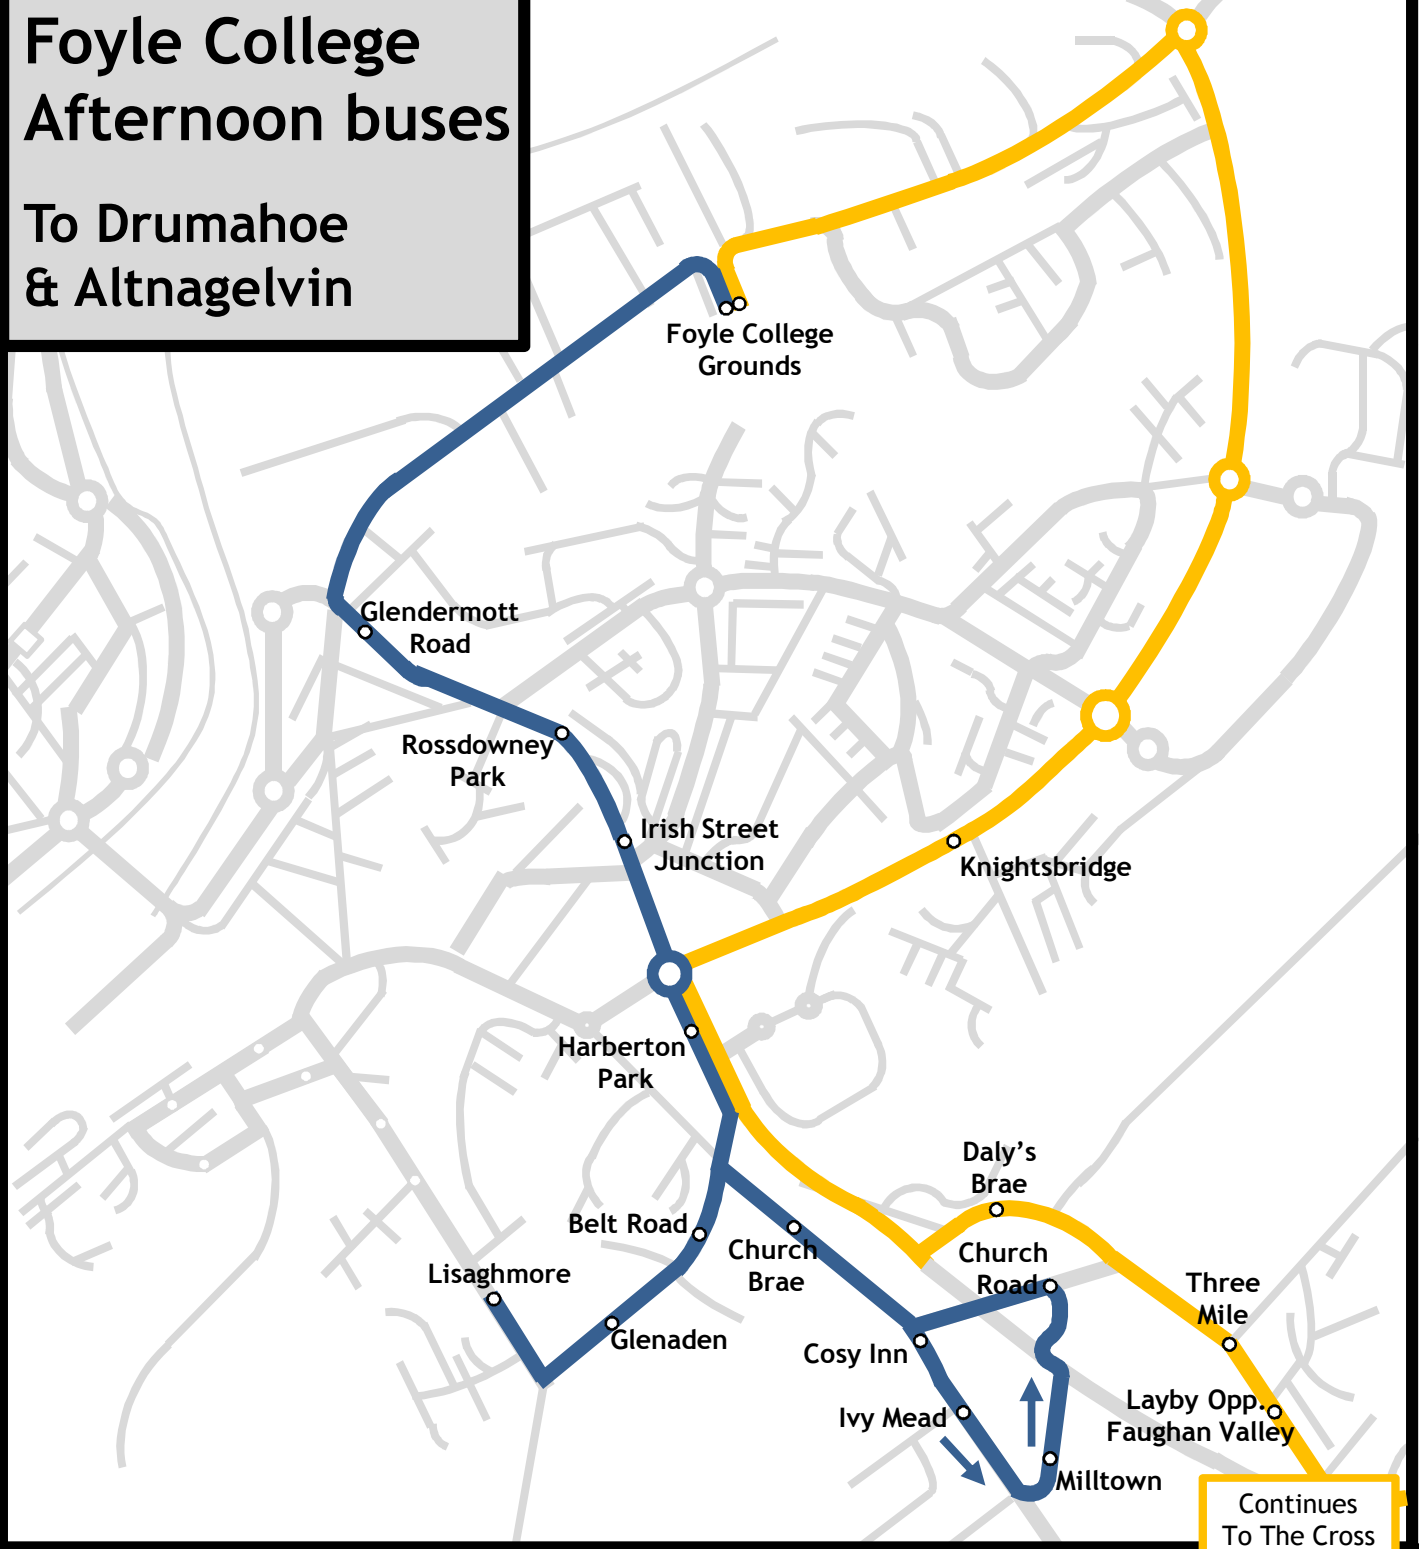 Foyle College
Afternoon buses
To Drumahoe
& Altnagelvin
Foyle College
Grounds
Glendermott
Road
Rossdowney
Park
Irish Street
Junction
Knightsbridge
Harberton
Park
Daly’s
Brae
Belt Road
Church
Brae
Church
Road
Lisaghmore
Three
Mile
Glenaden
Cosy Inn
Layby Opp.
Faughan Valley
Ivy Mead
Milltown
Continues
To The Cross